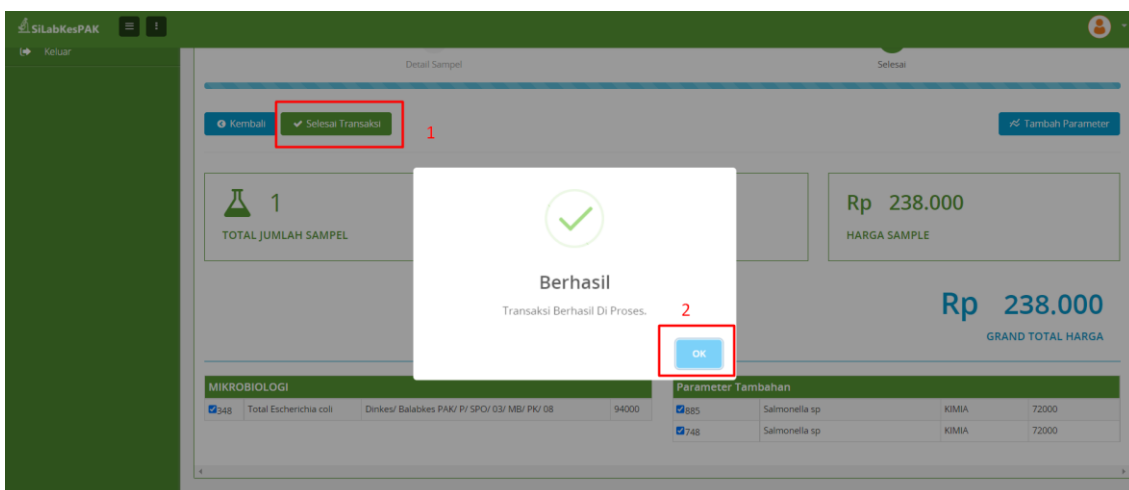 SiLabKesPAK
Keluar
Detail Sampel
Selesai
Kembali
Selesai Transaksi
1
Tambah Parameter
1
TOTAL JUMLAH SAMPEL
Rp 238.000
HARGA SAMPLE
Berhasil
Transaksi Berhasil Di Proses.
2
OK
Rp 238.000
GRAND TOTAL HARGA
MIKROBIOLOGI
348 Total Escherichia coli Dinkes/ Balabkes PAK/ P/ SPO/ 03/ MB/ PK/ 08 94000
Parameter Tambahan
885 Salmonella sp KIMIA 72000
748 Salmonella sp KIMIA 72000